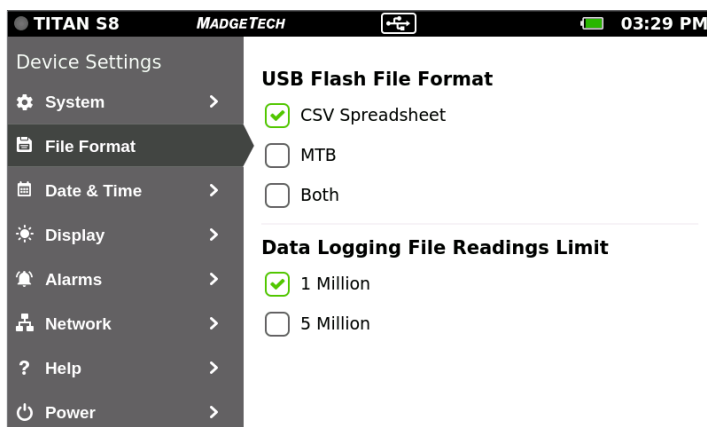 TITAN S8 MADGETECH 03:29 PM
Device Settings
System
File Format
Date & Time
Display
Alarms
Network
? Help
Power
USB Flash File Format
CSV Spreadsheet
MTB
Both
Data Logging File Readings Limit
1 Million
5 Million